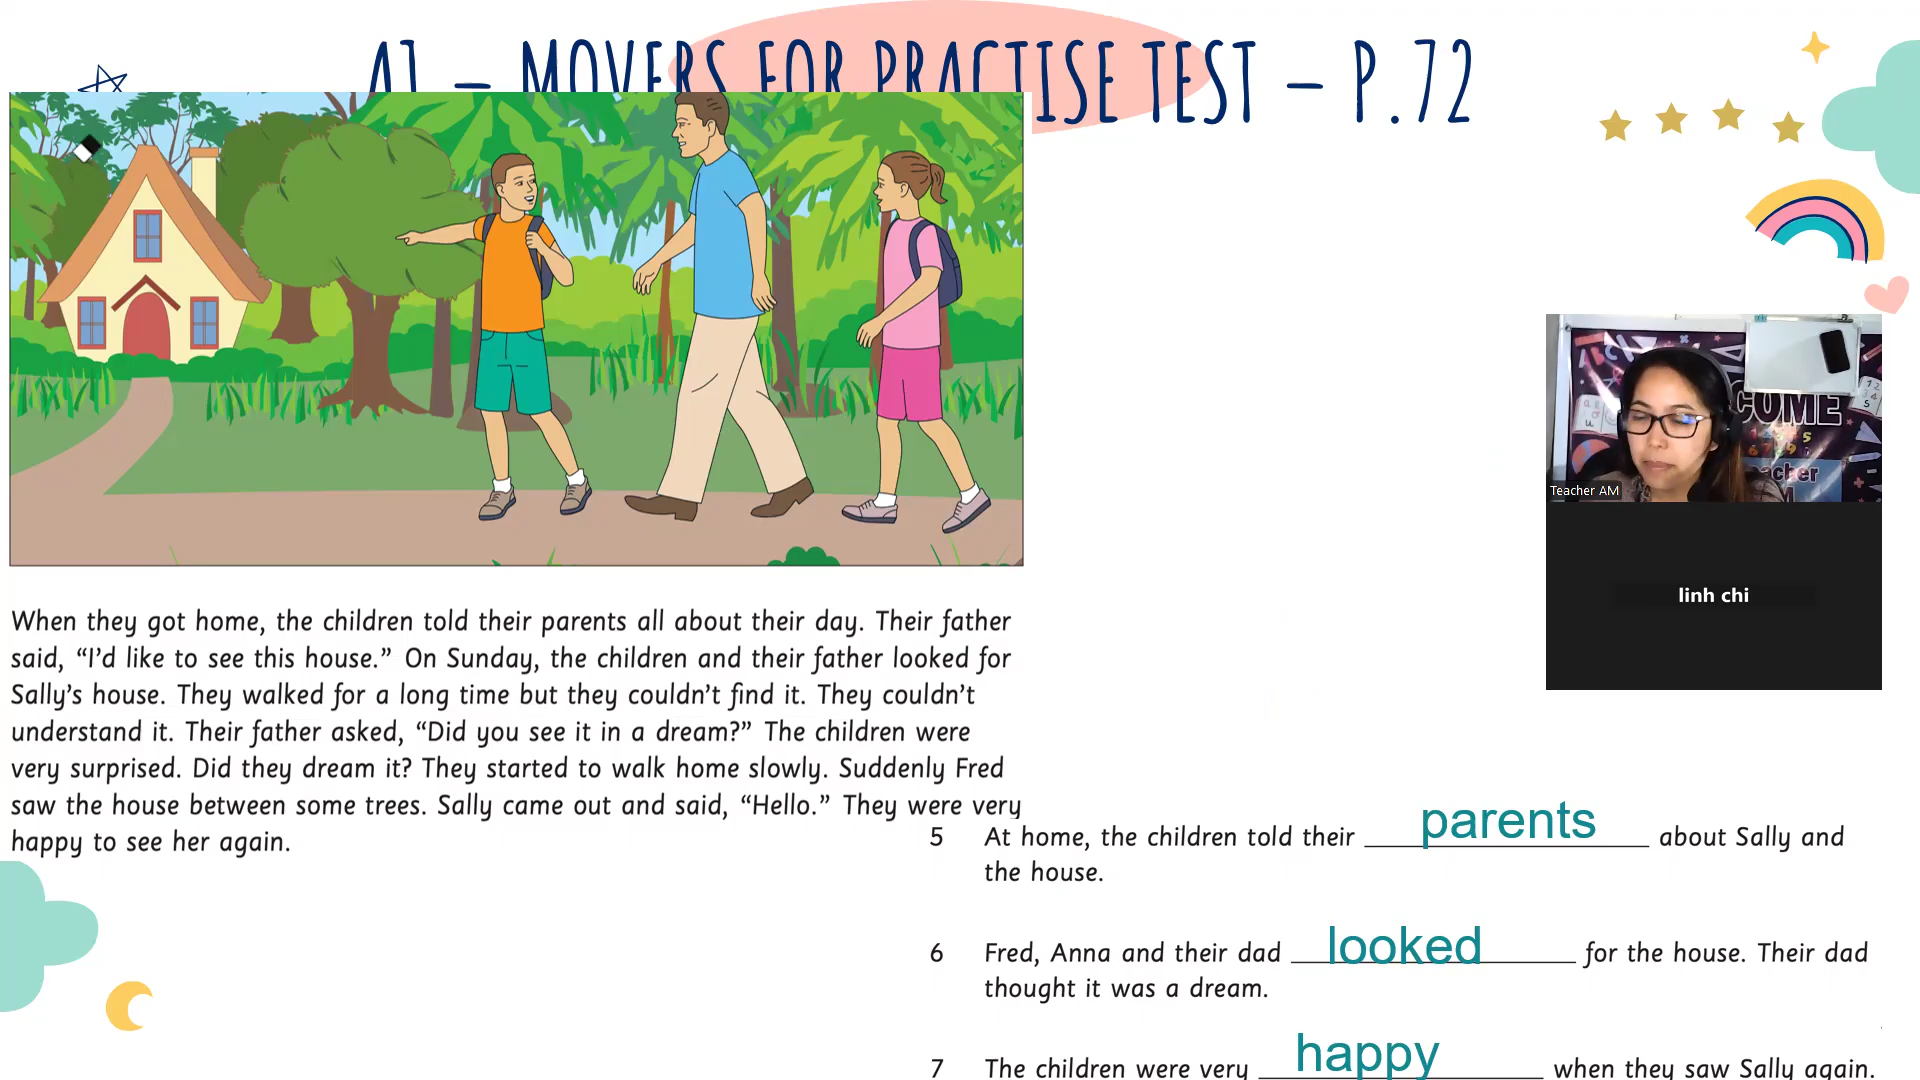 A1 – MOVERS FOR PRACTISE TEST – P.72
When they got home, the children told their parents all about their day. Their father
said, “I’d like to see this house.” On Sunday, the children and their father looked for
Sally’s house. They walked for a long time but they couldn’t find it. They couldn’t
understand it. Their father asked, “Did you see it in a dream?” The children were
very surprised. Did they dream it? They started to walk home slowly. Suddenly Fred
saw the house between some trees. Sally came out and said, “Hello.” They were very
happy to see her again.
COME
Teacher AM
linh chi
5 At home, the children told their parents about Sally and
the house.
6 Fred, Anna and their dad looked for the house. Their dad
thought it was a dream.
7 The children were very happy when they saw Sally again.